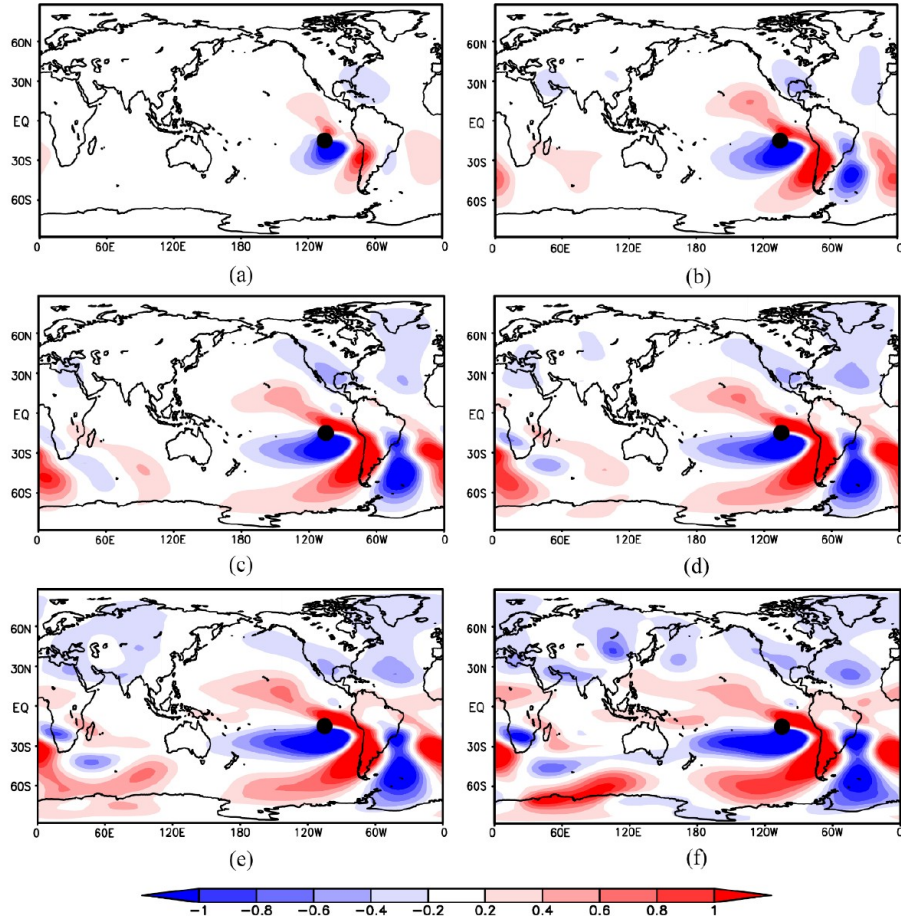 60N 60N
30N 30N
EQ EQ
30S 30S
60S 60S
0 60E 120E 180 120W 60W 0 0 60E 120E 180 120W 60W 0
(a) (b)
60N 60N
30N 30N
EQ EQ
30S 30S
60S 60S
0 60E 120E 180 120W 60W 0 0 60E 120E 180 120W 60W 0
(c) (d)
60N 60N
30N 30N
EQ EQ
30S 30S
60S 60S
0 60E 120E 180 120W 60W 0 0 60E 120E 180 120W 60W 0
(e) (f)
−1 −0.8 −0.6 −0.4 −0.2 0.2 0.4 0.6 0.8 1